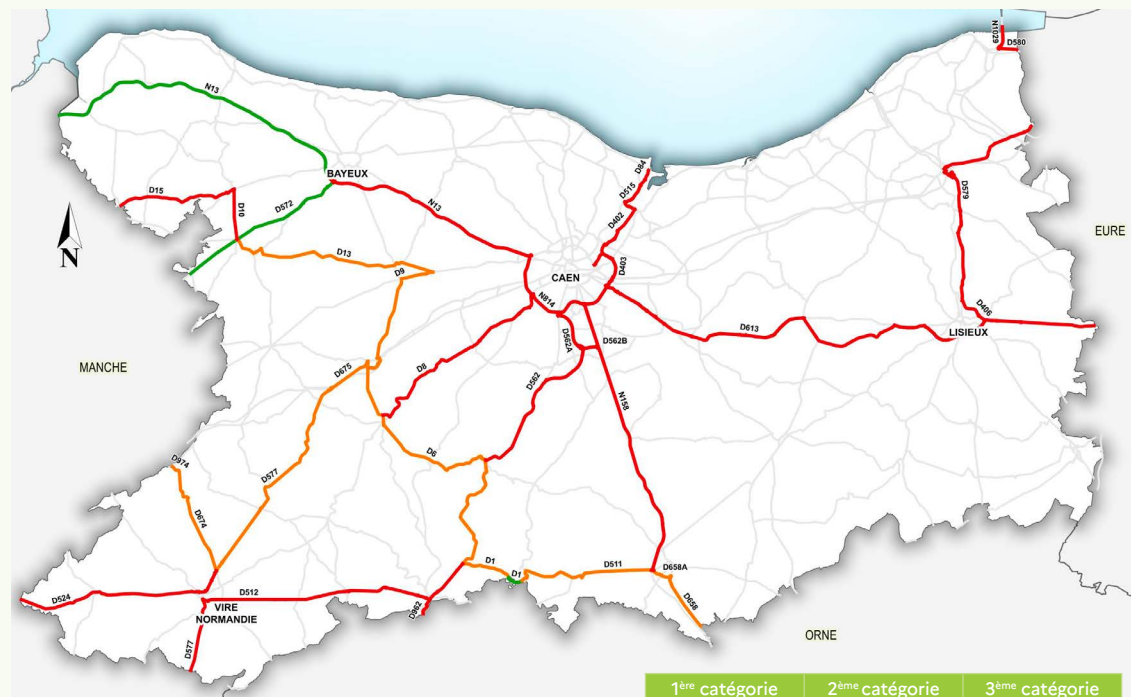 N1029
D580
N13
BAYEUX
D84
D515
D402
D15
D10
D572
N13
D579
EURE
N
D13
D9
D403
CAEN
N814
D406
LISIEUX
D613
D562A
D562B
MANCHE
D675
D8
D562
N158
D6
D974
D577
D674
D1
D1
D511
D658A
D524
D512
D962
D658
VIRE
NORMANDIE
D577
ORNE
1ère catégorie 2ème catégorie 3ème catégorie